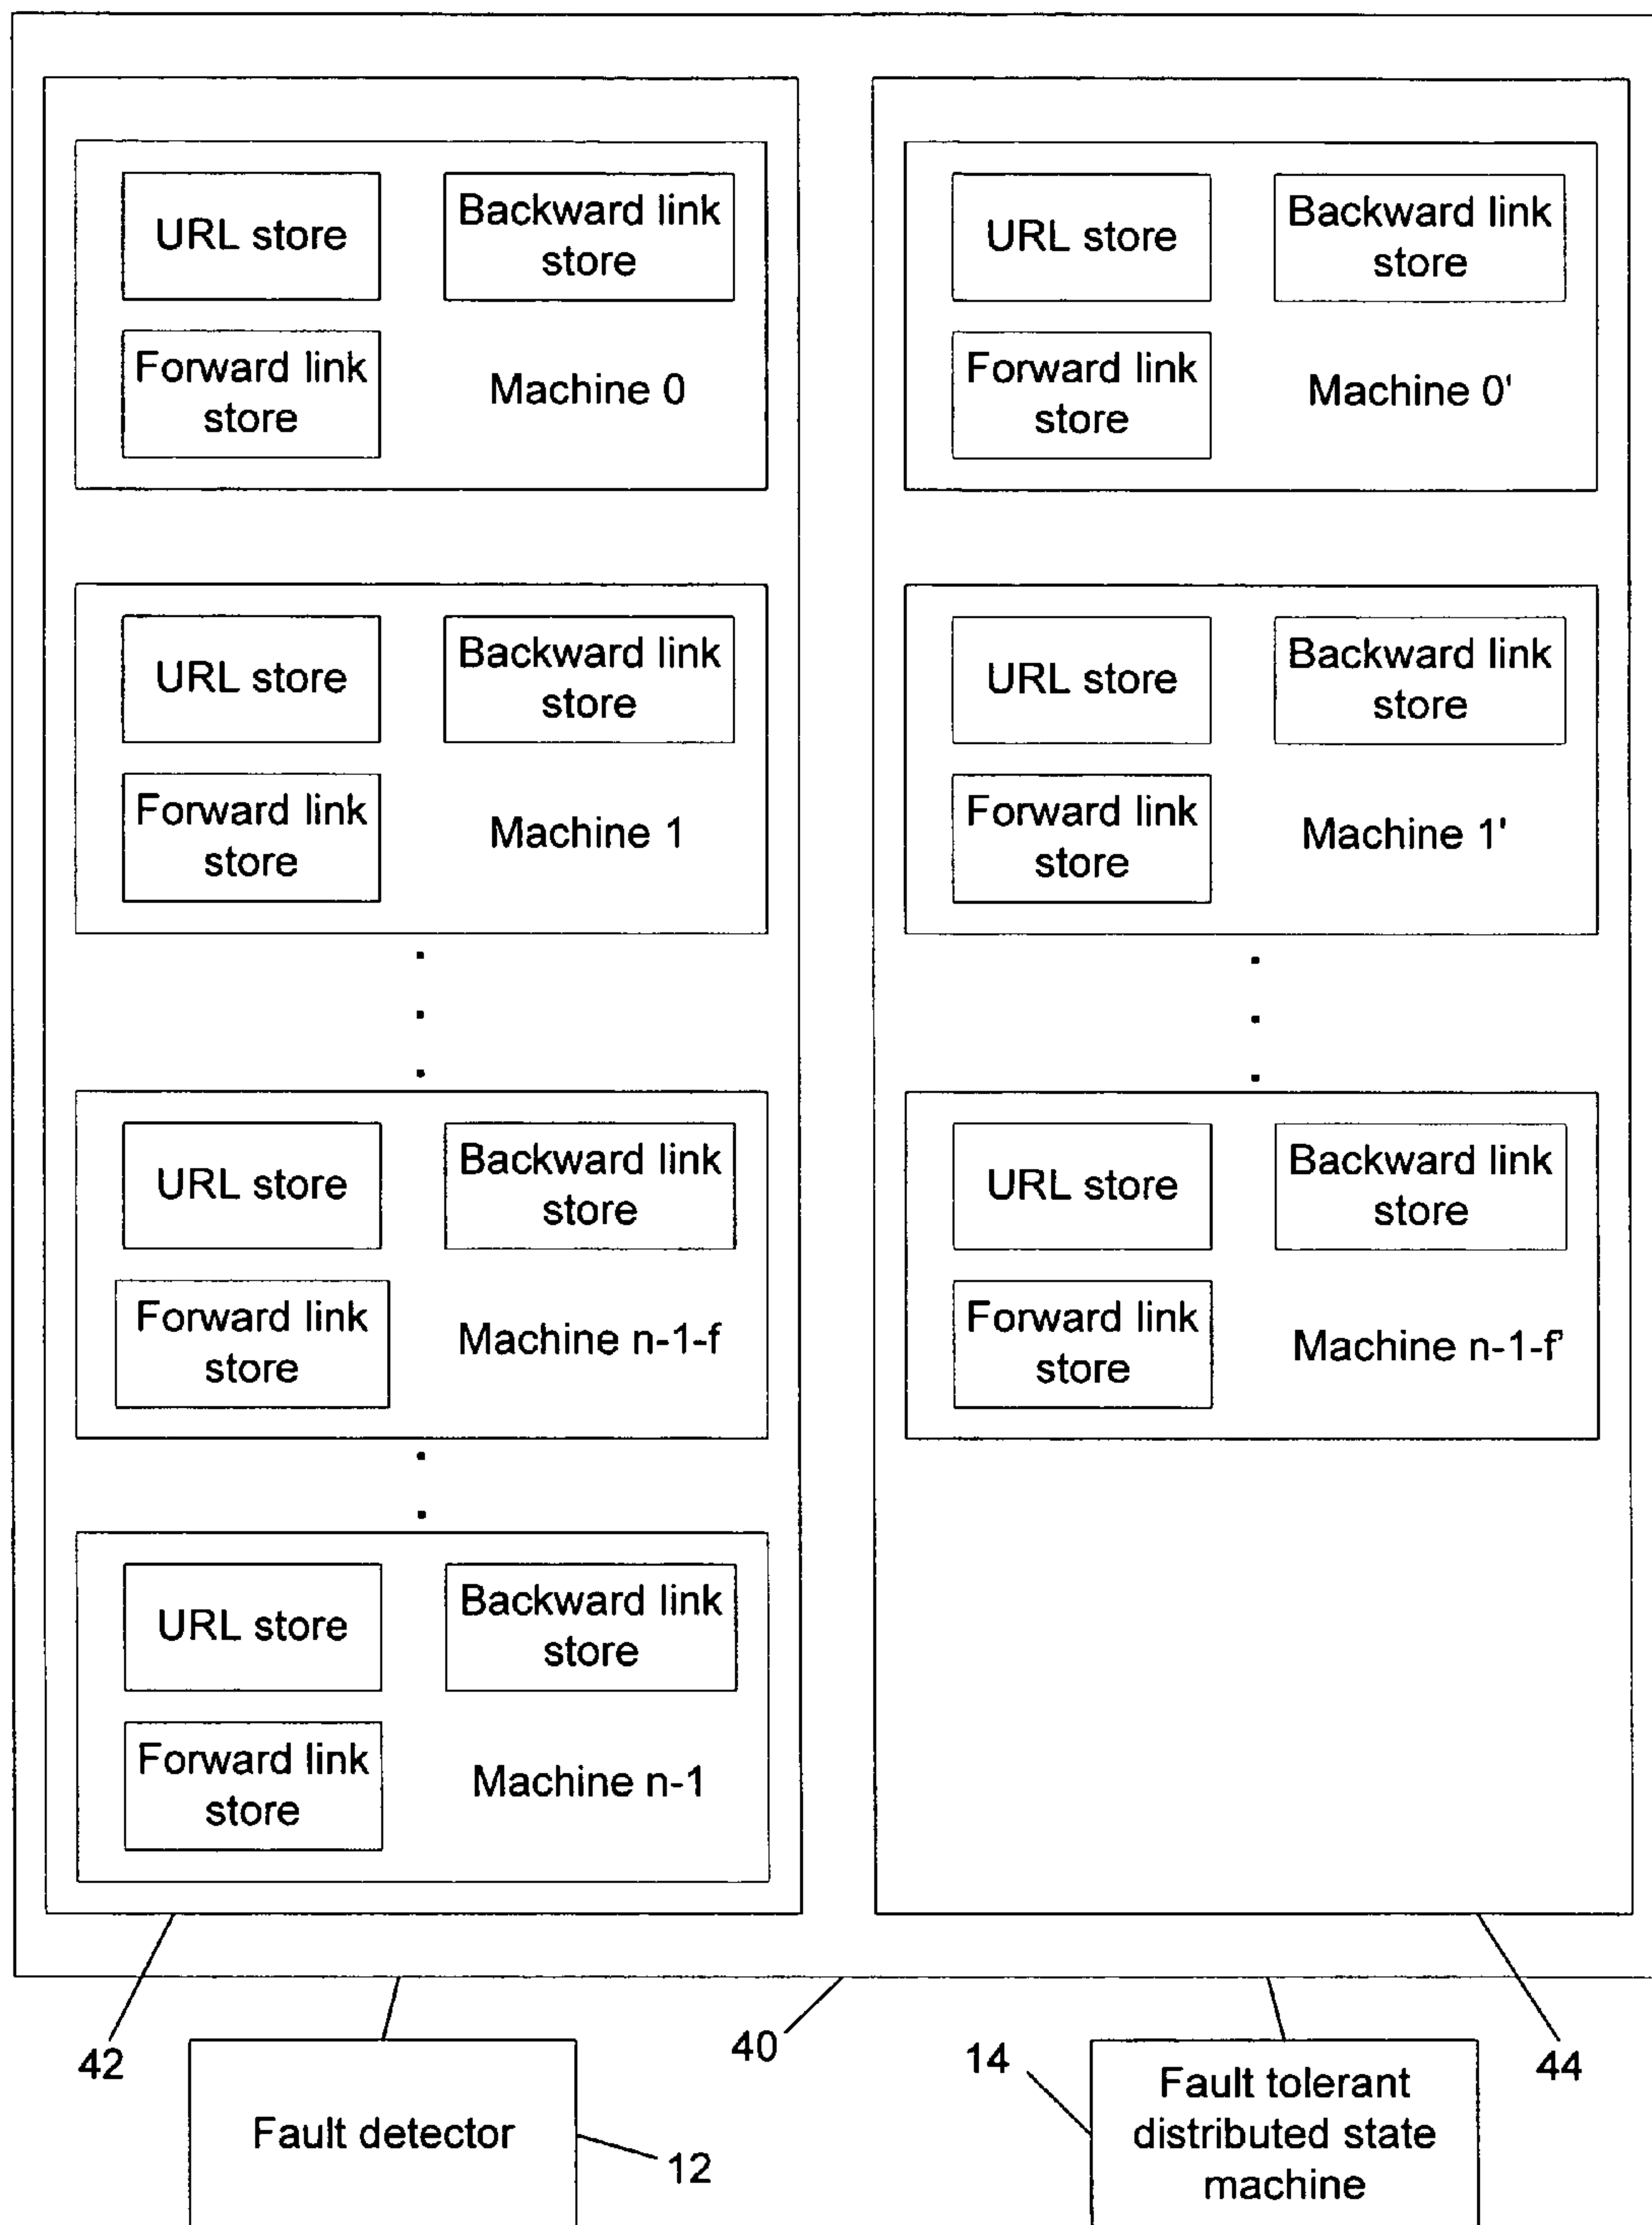 URL store
Backward link
store
Forward link
store
Machine 0
URL store
Backward link
store
Forward link
store
Machine 0'
URL store
Backward link
store
Forward link
store
Machine 1
URL store
Backward link
store
Forward link
store
Machine 1'
URL store
Backward link
store
Forward link
store
Machine n-1-f
URL store
Backward link
store
Forward link
store
Machine n-1-f'
URL store
Backward link
store
Forward link
store
Machine n-1
42
40
14
44
Fault detector
12
Fault tolerant
distributed state
machine